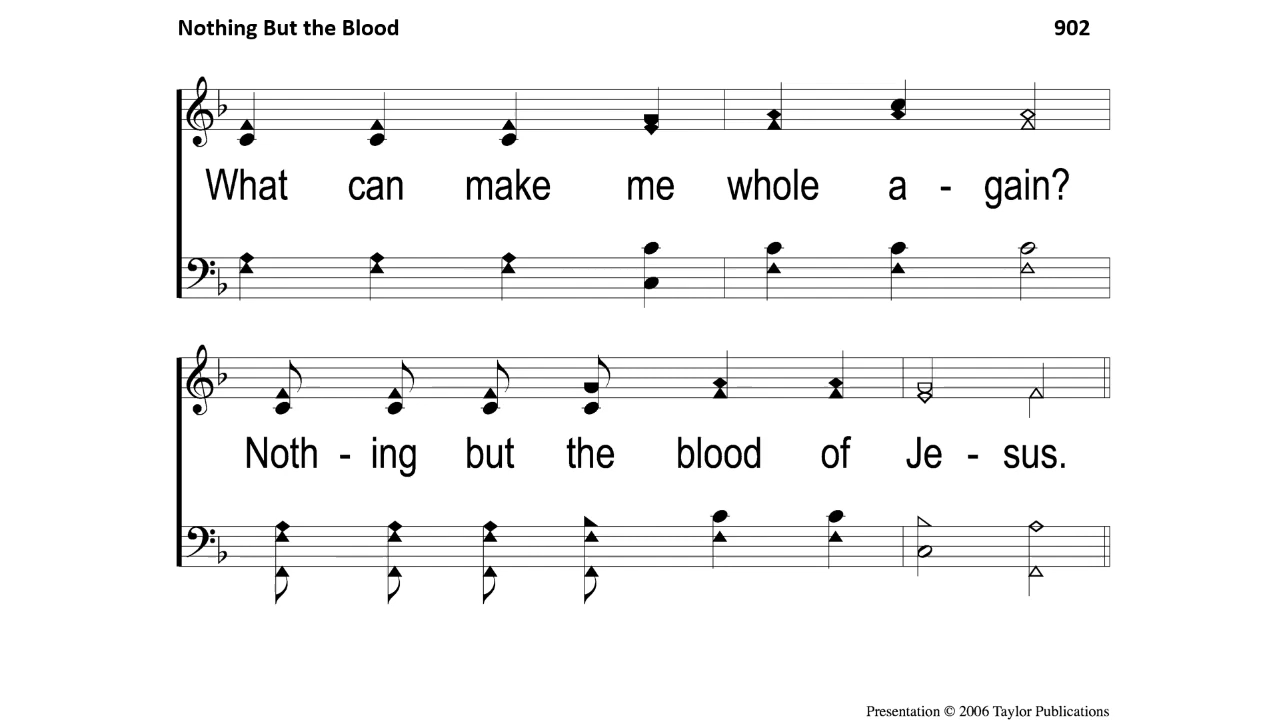 Nothing But the Blood 902
What can make me whole a - gain?
Noth - ing but the blood of Je - sus.
Presentation © 2006 Taylor Publications